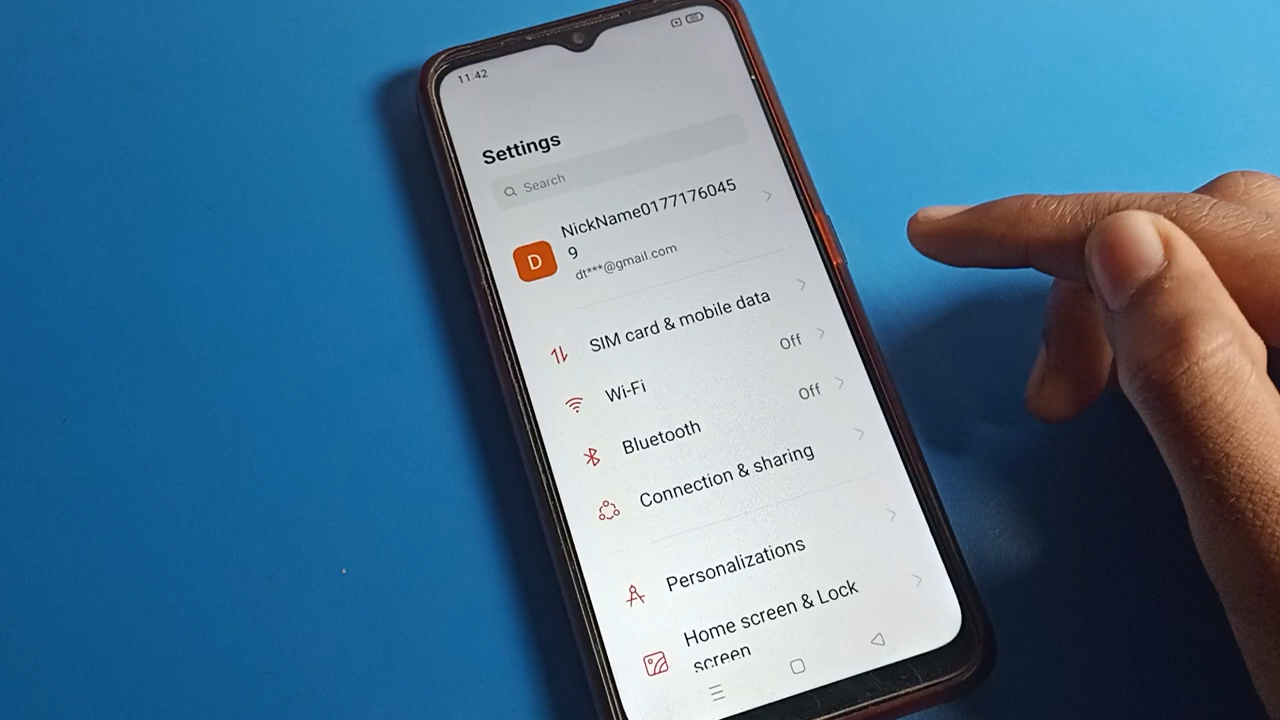 11:42
Settings
Search
NickName0177176045
9
D
dt***@gmail.com
SIM card & mobile data
Wi-Fi
Off
Bluetooth
Off
Connection & sharing
Personalizations
Home screen & Lock
screen